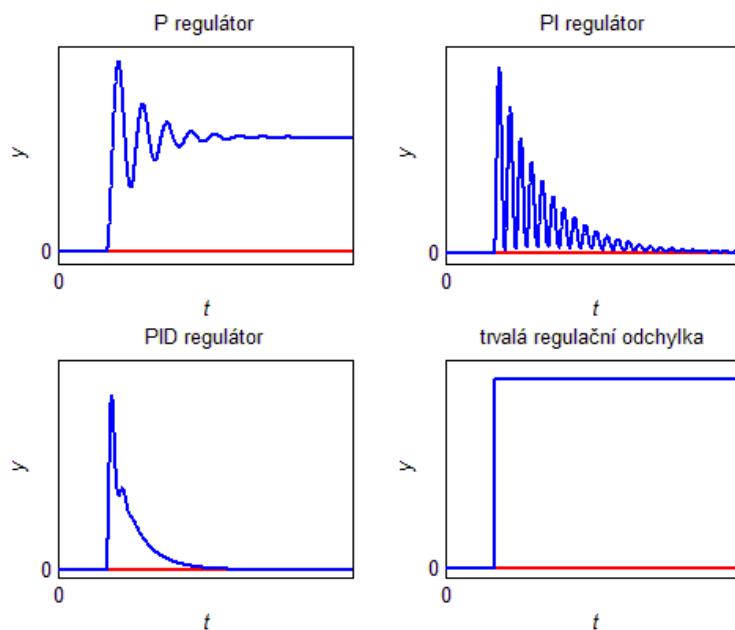 P regulátor
PI regulátor
y
0
0
t
y
0
0
t
PID regulátor
trvalá regulační odchylka
y
0
0
t
y
0
0
t